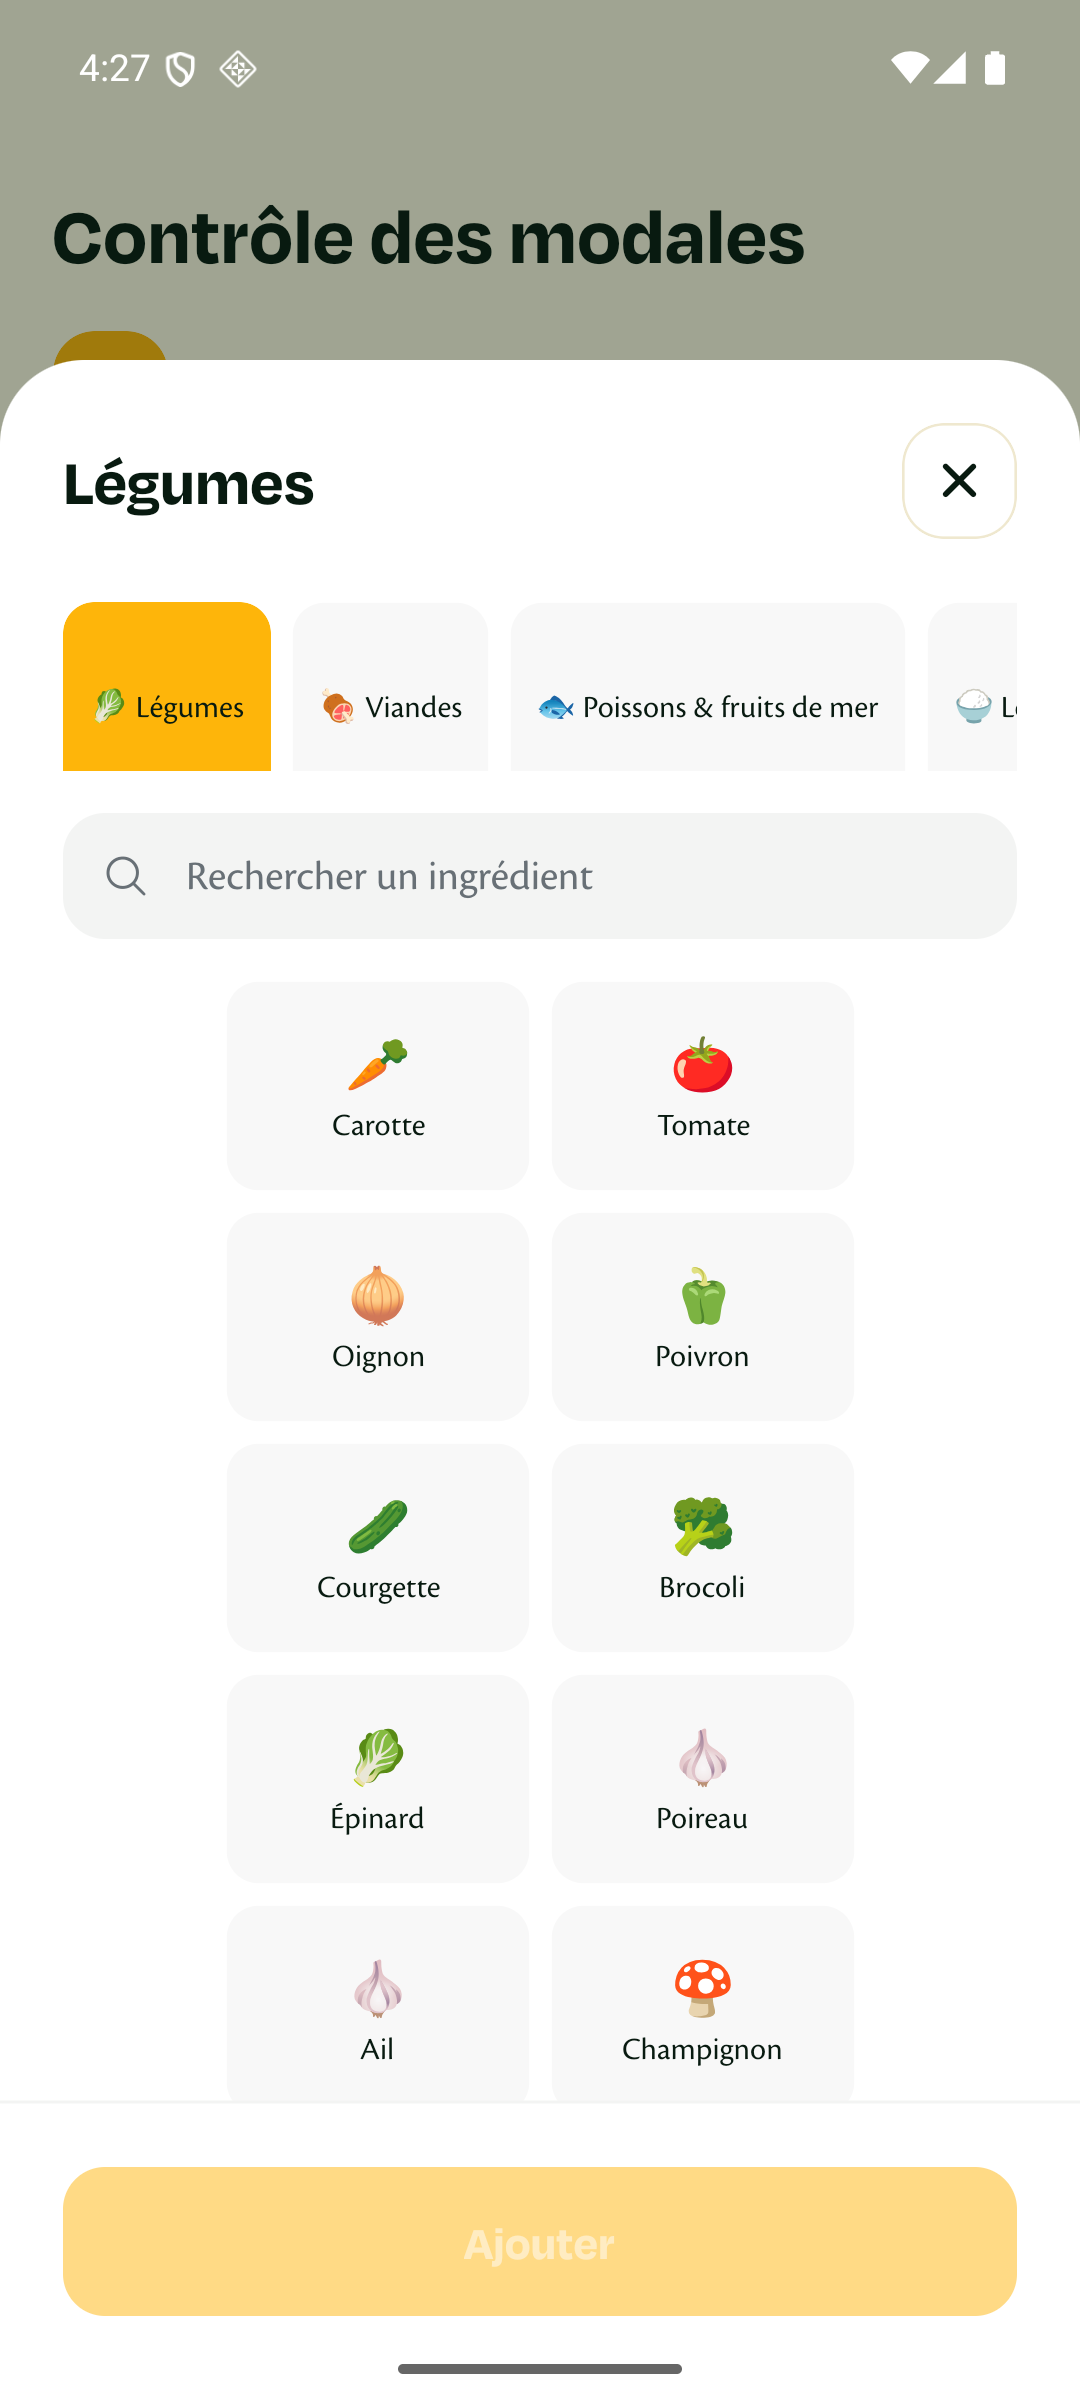 4:27
Contrôle des modales
Légumes
Légumes
Viandes
Poissons & fruits de mer
Rechercher un ingrédient
Carotte
Tomate
Oignon
Poivron
Courgette
Brocoli
Épinard
Poireau
Ail
Champignon
Ajouter